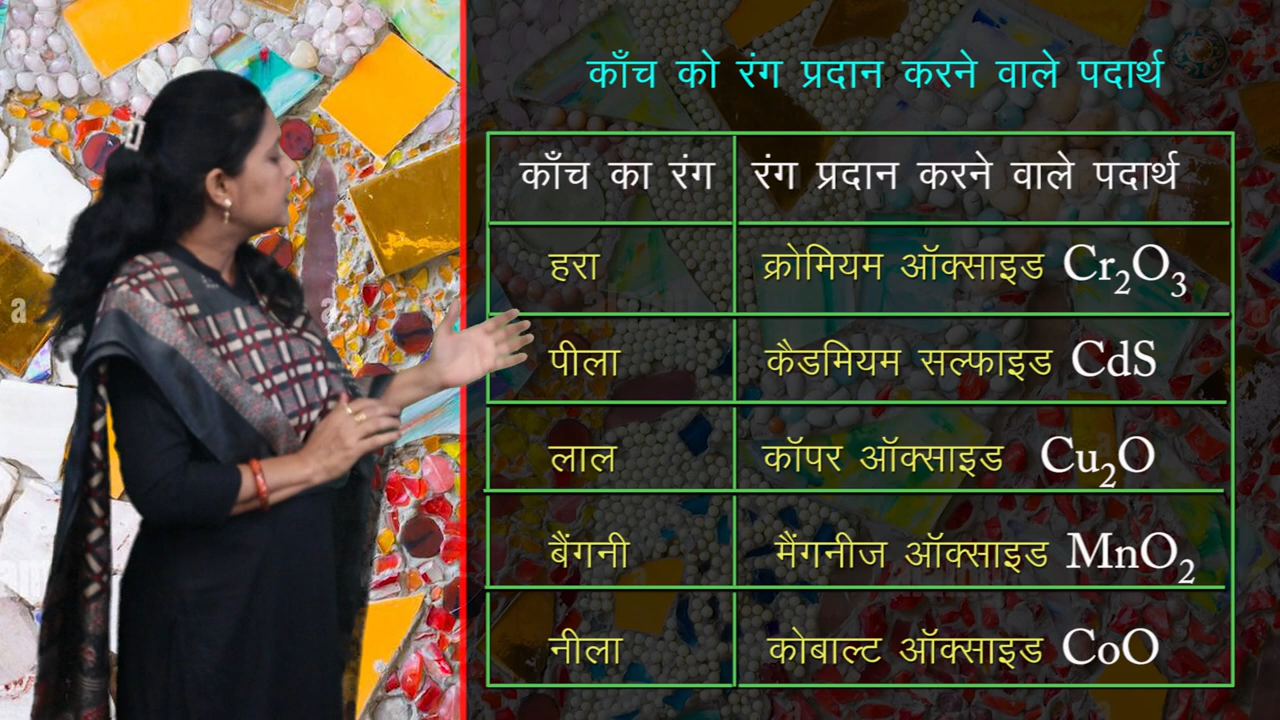 काँच को रंग प्रदान करने वाले पदार्थ
काँच का रंग रंग प्रदान करने वाले पदार्थ
हरा क्रोमियम ऑक्साइड Cr₂O₃
पीला कैडमियम सल्फाइड CdS
लाल कॉपर ऑक्साइड Cu₂O
बैंगनी मैंगनीज ऑक्साइड MnO₂
नीला कोबाल्ट ऑक्साइड CoO